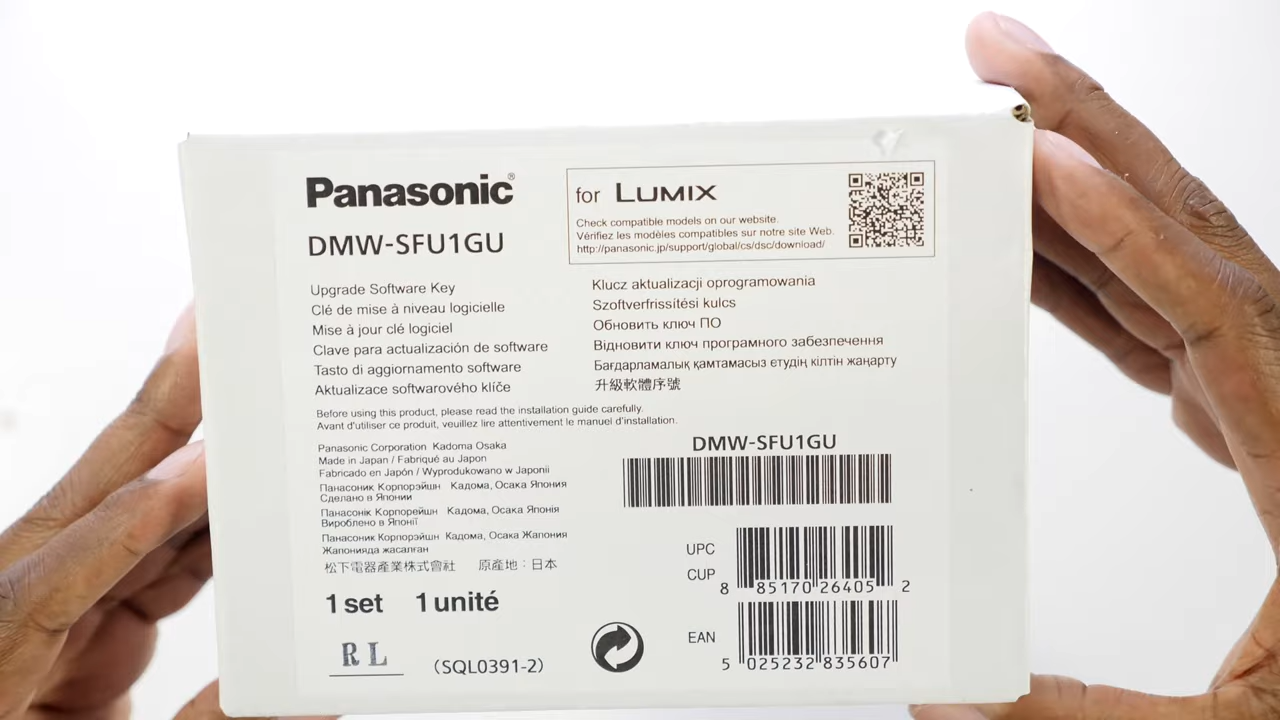 Panasonic®
DMW-SFU1GU
for LUMIX
Check compatible models on our website.
Vérifiez les modèles compatibles sur notre site Web.
http://panasonic.jp/support/global/cs/dsc/download/
Upgrade Software Key
Clé de mise à niveau logicielle
Mise à jour clé logiciel
Clave para actualización de software
Tasto di aggiornamento software
Aktualizace softwarového klíče
Klucz aktualizacji oprogramowania
Szoftverfrissítési kulcs
Обновить ключ ПО
Відновити ключ програмного забезпечення
Бағдарламалық қамтамасыз етудің кілтін жаңарту
升級軟體序號
Before using this product, please read the installation guide carefully.
Avant d'utiliser ce produit, veuillez lire attentivement le manuel d'installation.
Panasonic Corporation Kadoma Osaka
Made in Japan / Fabriqué au Japon
Fabricado en Japón / Wyprodukowano w Japonii
Панасоник Корпорэйшн Кадома, Осака Япония
Сделано в Японии
Панасонік Корпорейшн Кадома, Осака Японія
Вироблено в Японії
Панасоник Корпорэйшн Кадома, Осака Жапония
Жапонияда жасалған
松下電器產業株式會社 原產地：日本
1 set 1 unité
RL
(SQL0391-2)
DMW-SFU1GU
UPC
CUP
8 85170 26405 2
EAN
5 025232 835607